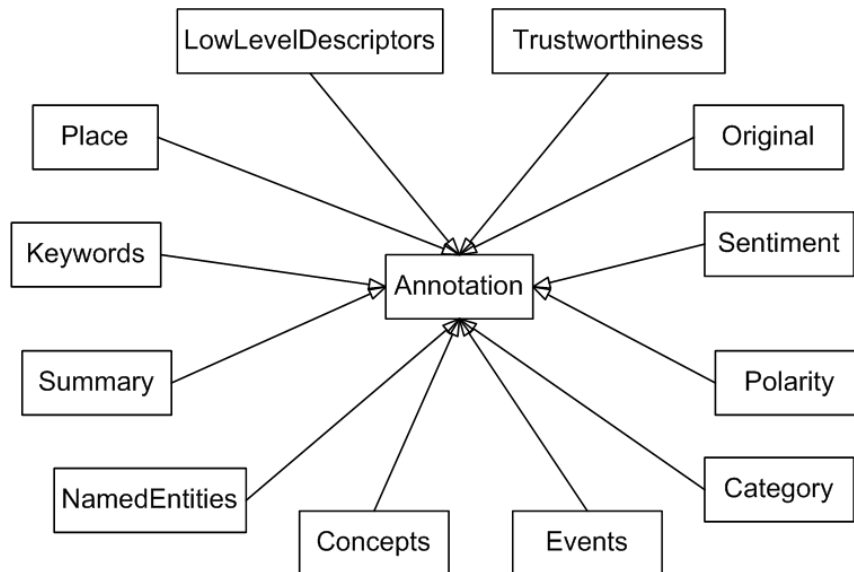 LowLevelDescriptors
Trustworthiness
Place
Original
Keywords
Sentiment
Annotation
Summary
Polarity
NamedEntities
Category
Concepts
Events